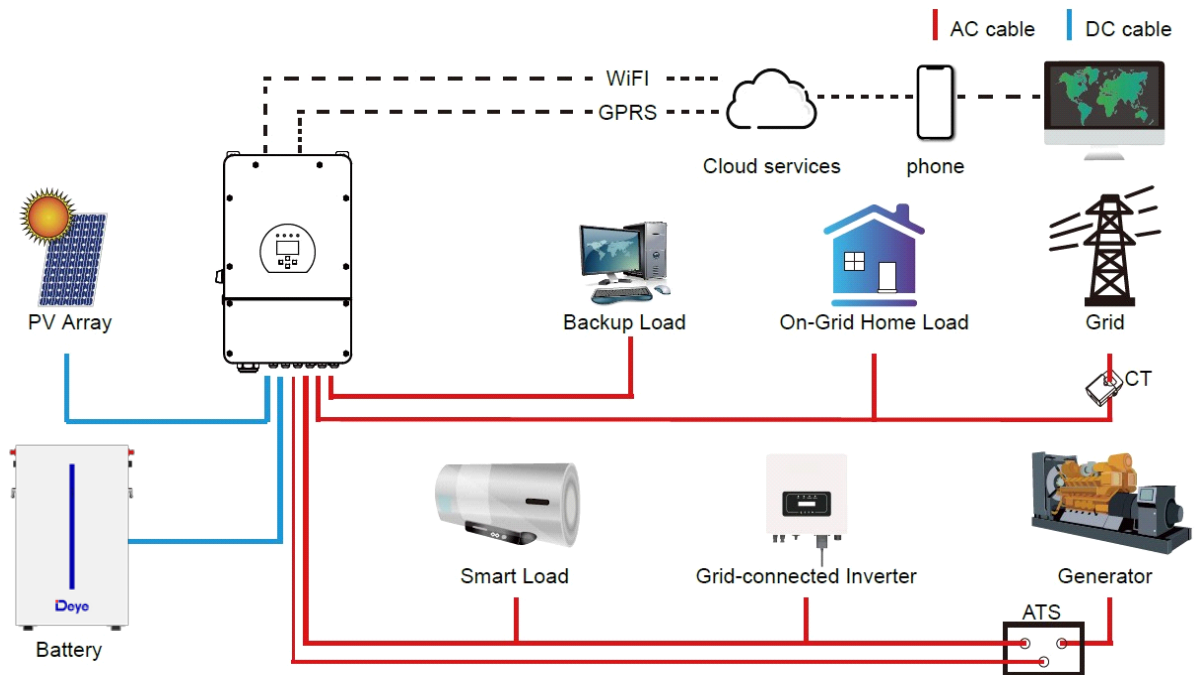 AC cable
DC cable
WiFI
GPRS
Cloud services
phone
PV Array
Backup Load
On-Grid Home Load
Grid
CT
Deye
Battery
Smart Load
Grid-connected Inverter
Generator
ATS